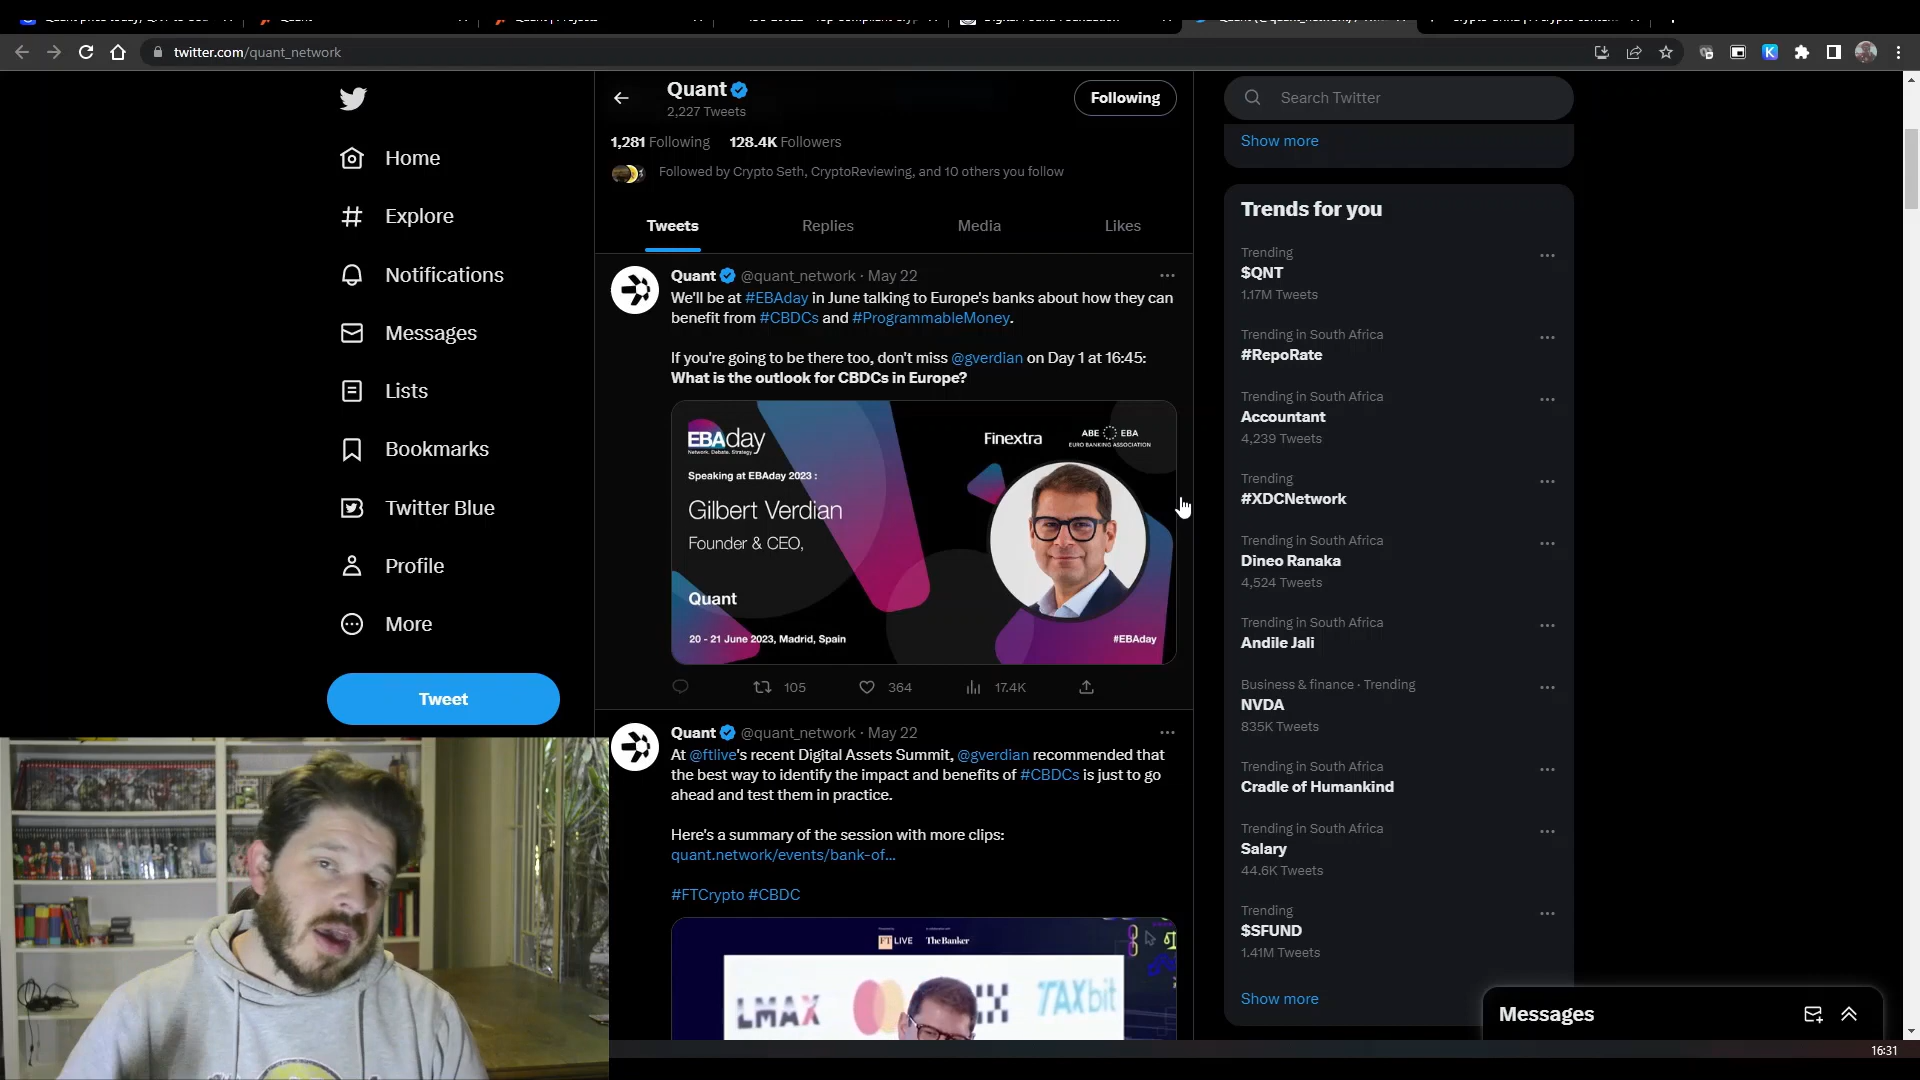 twitter.com/quant_network
Quant
2,227 Tweets
Following
1,281 Following 128.4K Followers
Followed by Crypto Seth, CryptoReviewing, and 10 others you follow
Tweets Replies Media Likes
Home
Explore
Notifications
Messages
Lists
Bookmarks
Twitter Blue
Profile
More
Tweet
Quant @quant_network · May 22
We'll be at #EBAday in June talking to Europe's banks about how they can
benefit from #CBDCs and #ProgrammableMoney.
If you're going to be there too, don't miss @gverdian on Day 1 at 16:45:
What is the outlook for CBDCs in Europe?
EBAday
Network. Debate. Strategy.
Finextra
ABE EBA
EURO BANKING ASSOCIATION
Speaking at EBAday 2023 :
Gilbert Verdian
Founder & CEO,
Quant
20 - 21 June 2023, Madrid, Spain
#EBAday
105 364 17.4K
Quant @quant_network · May 22
At @ftlive's recent Digital Assets Summit, @gverdian recommended that
the best way to identify the impact and benefits of #CBDCs is just to go
ahead and test them in practice.
Here's a summary of the session with more clips:
quant.network/events/bank-of...
#FTCrypto #CBDC
FT LIVE The Banker
LMAX
TAXbit
Search Twitter
Show more
Trends for you
Trending
$QNT
1.17M Tweets
Trending in South Africa
#RepoRate
Trending in South Africa
Accountant
4,239 Tweets
Trending
#XDCNetwork
Trending in South Africa
Dineo Ranaka
4,524 Tweets
Trending in South Africa
Andile Jali
Business & finance · Trending
NVDA
835K Tweets
Trending in South Africa
Cradle of Humankind
Trending in South Africa
Salary
44.6K Tweets
Trending
$SFUND
1.41M Tweets
Show more
Messages
16:31